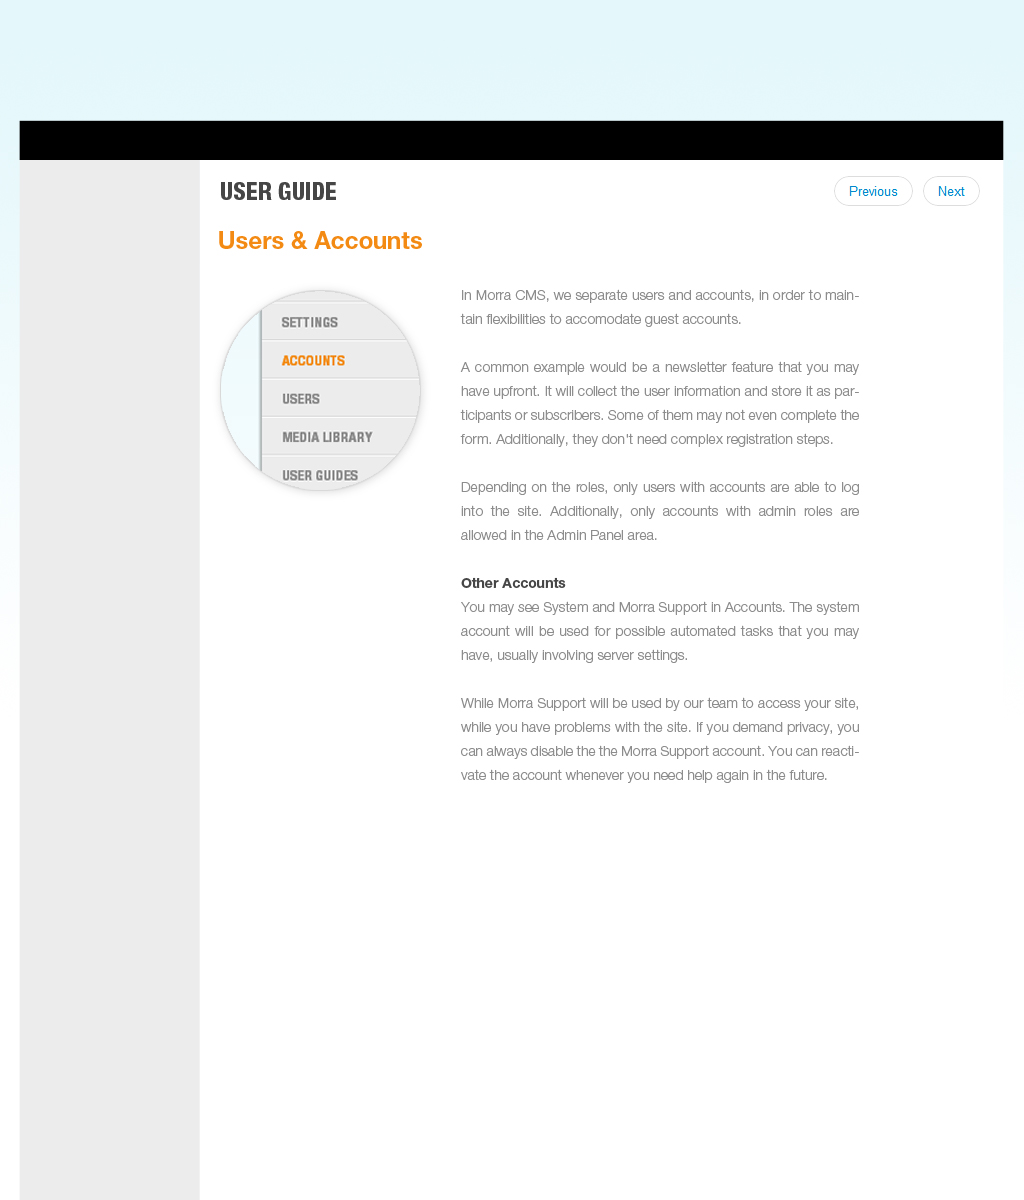 USER GUIDE
Previous
Next
Users & Accounts
SETTINGS
ACCOUNTS
USERS
MEDIA LIBRARY
USER GUIDES
In Morra CMS, we separate users and accounts, in order to main-
tain flexibilities to accomodate guest accounts.
A common example would be a newsletter feature that you may
have upfront. It will collect the user information and store it as par-
ticipants or subscribers. Some of them may not even complete the
form. Additionally, they don't need complex registration steps.
Depending on the roles, only users with accounts are able to log
into the site. Additionally, only accounts with admin roles are
allowed in the Admin Panel area.
Other Accounts
You may see System and Morra Support in Accounts. The system
account will be used for possible automated tasks that you may
have, usually involving server settings.
While Morra Support will be used by our team to access your site,
while you have problems with the site. If you demand privacy, you
can always disable the the Morra Support account. You can reacti-
vate the account whenever you need help again in the future.